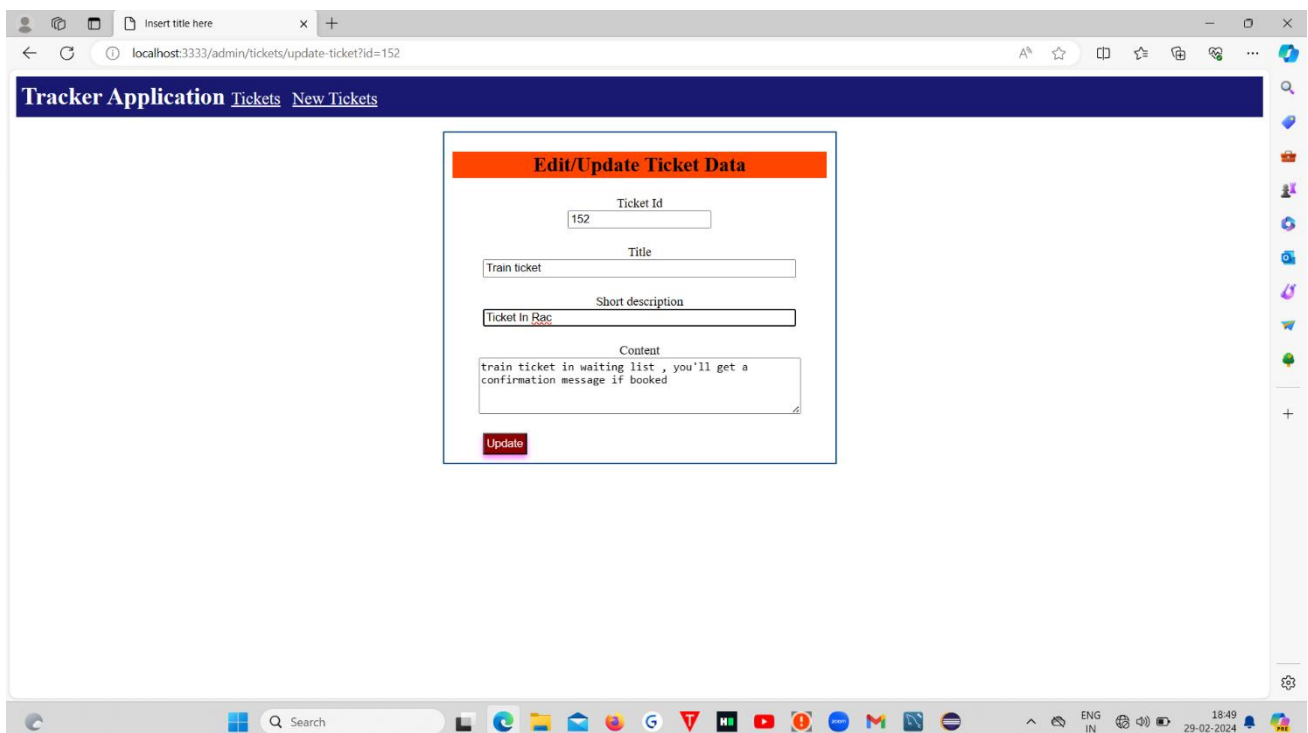 Insert title here
localhost:3333/admin/tickets/update-ticket?id=152
Tracker Application Tickets New Tickets
Edit/Update Ticket Data
Ticket Id
152
Title
Train ticket
Short description
Ticket In Rac
Content
train ticket in waiting list , you'll get a
confirmation message if booked
Update
Search
ENG
IN
18:49
29-02-2024